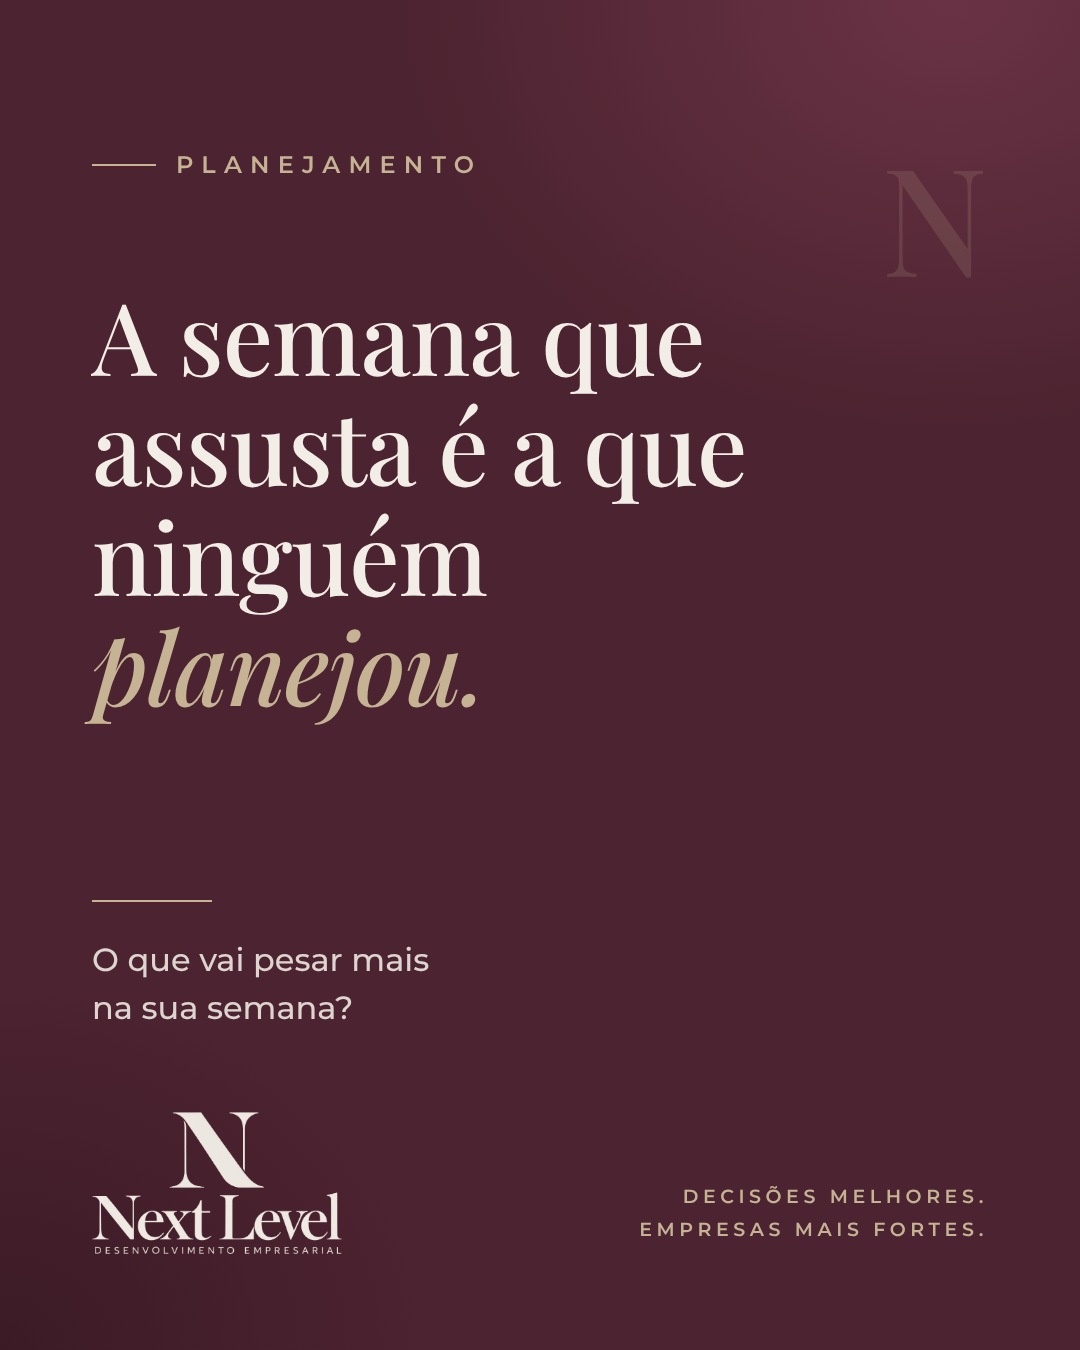 PLANEJAMENTO
N
A semana que
assusta é a que
ninguém
planejou.
O que vai pesar mais
na sua semana?
N
Next Level
DESENVOLVIMENTO EMPRESARIAL
DECISÕES MELHORES.
EMPRESAS MAIS FORTES.